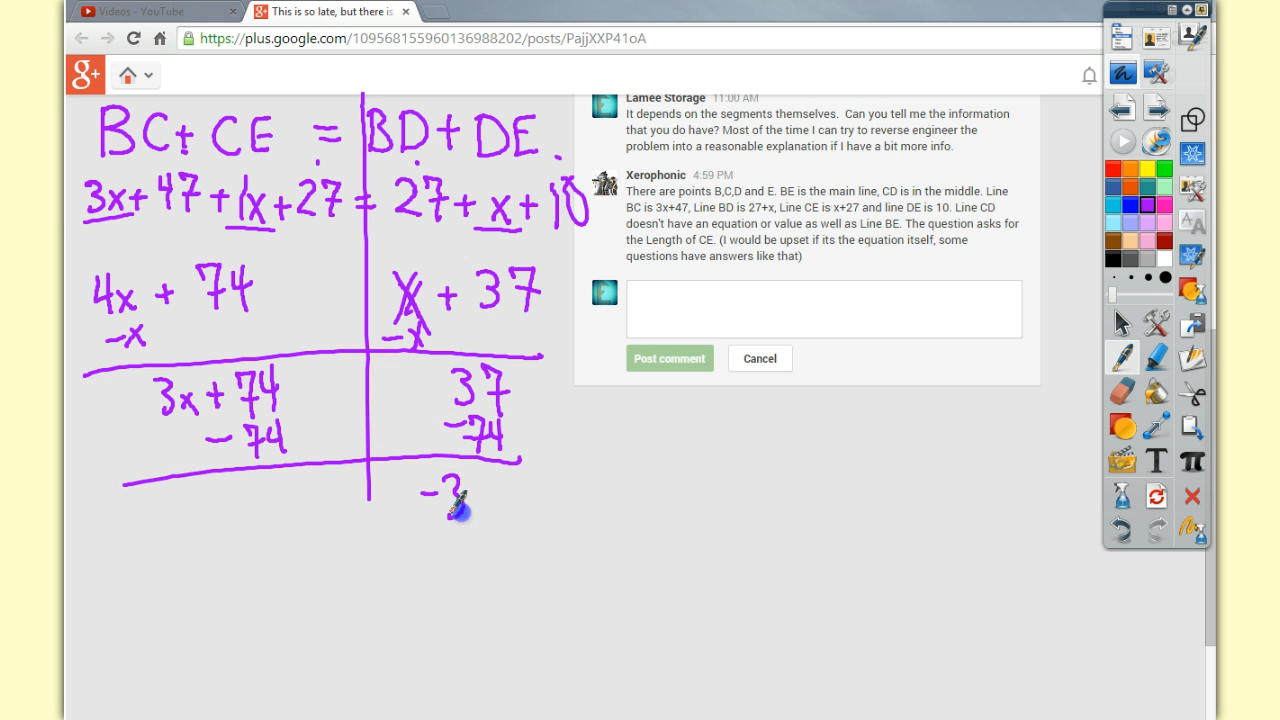 Videos - YouTube
This is so late, but there is
https://plus.google.com/
/posts/PajjXXP41oA
g+
BC + CE = BD + DE
3x + 47 + 1x + 27 = 27 + x + 10
4x + 74
x + 37
-x
-x
3x + 74
37
- 74
- 74
-3
Lamee Storage 11:00 AM
It depends on the segments themselves. Can you tell me the information
that you do have? Most of the time I can try to reverse engineer the
problem into a reasonable explanation if I have a bit more info.
Xerophonic 4:59 PM
There are points B,C,D and E. BE is the main line, CD is in the middle. Line
BC is 3x+47, Line BD is 27+x, Line CE is x+27 and line DE is 10. Line CD
doesn't have an equation or value as well as Line BE. The question asks for
the Length of CE. (I would be upset if its the equation itself, some
questions have answers like that)
Post comment
Cancel